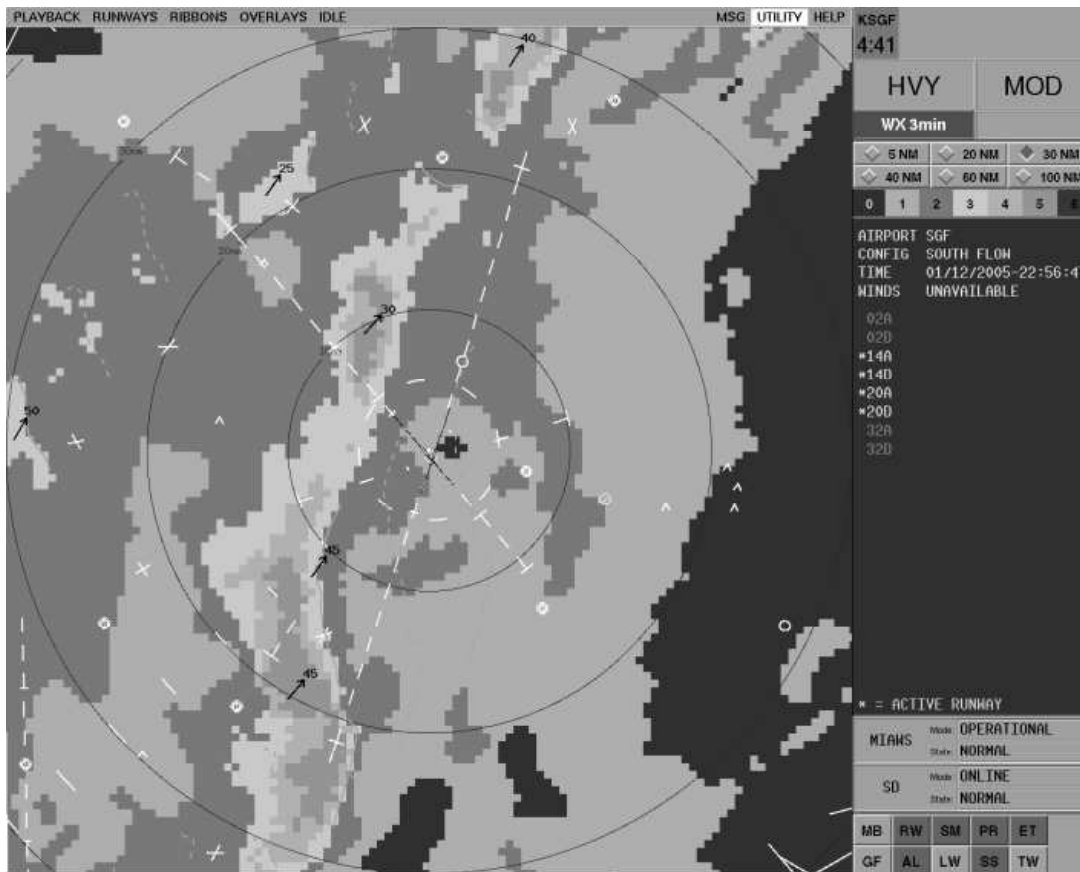 PLAYBACK RUNWAYS RIBBONS OVERLAYS IDLE MSG UTILITY HELP
KSGF
4:41
HVY MOD
WX 3min
5 NM 20 NM 30 NM
40 NM 60 NM 100 NM
0 1 2 3 4 5 6
AIRPORT SGF
CONFIG SOUTH FLOW
TIME 01/12/2005-22:56:4
WINDS UNAVAILABLE
02A
02D
*14A
*14D
*20A
*20D
32A
32D
* = ACTIVE RUNWAY
MIAWS Mode: OPERATIONAL
State: NORMAL
SD Mode: ONLINE
State: NORMAL
MB RW SM PR ET
GF AL LW SS TW
40
30nm
25
20nm
30
50
45
45